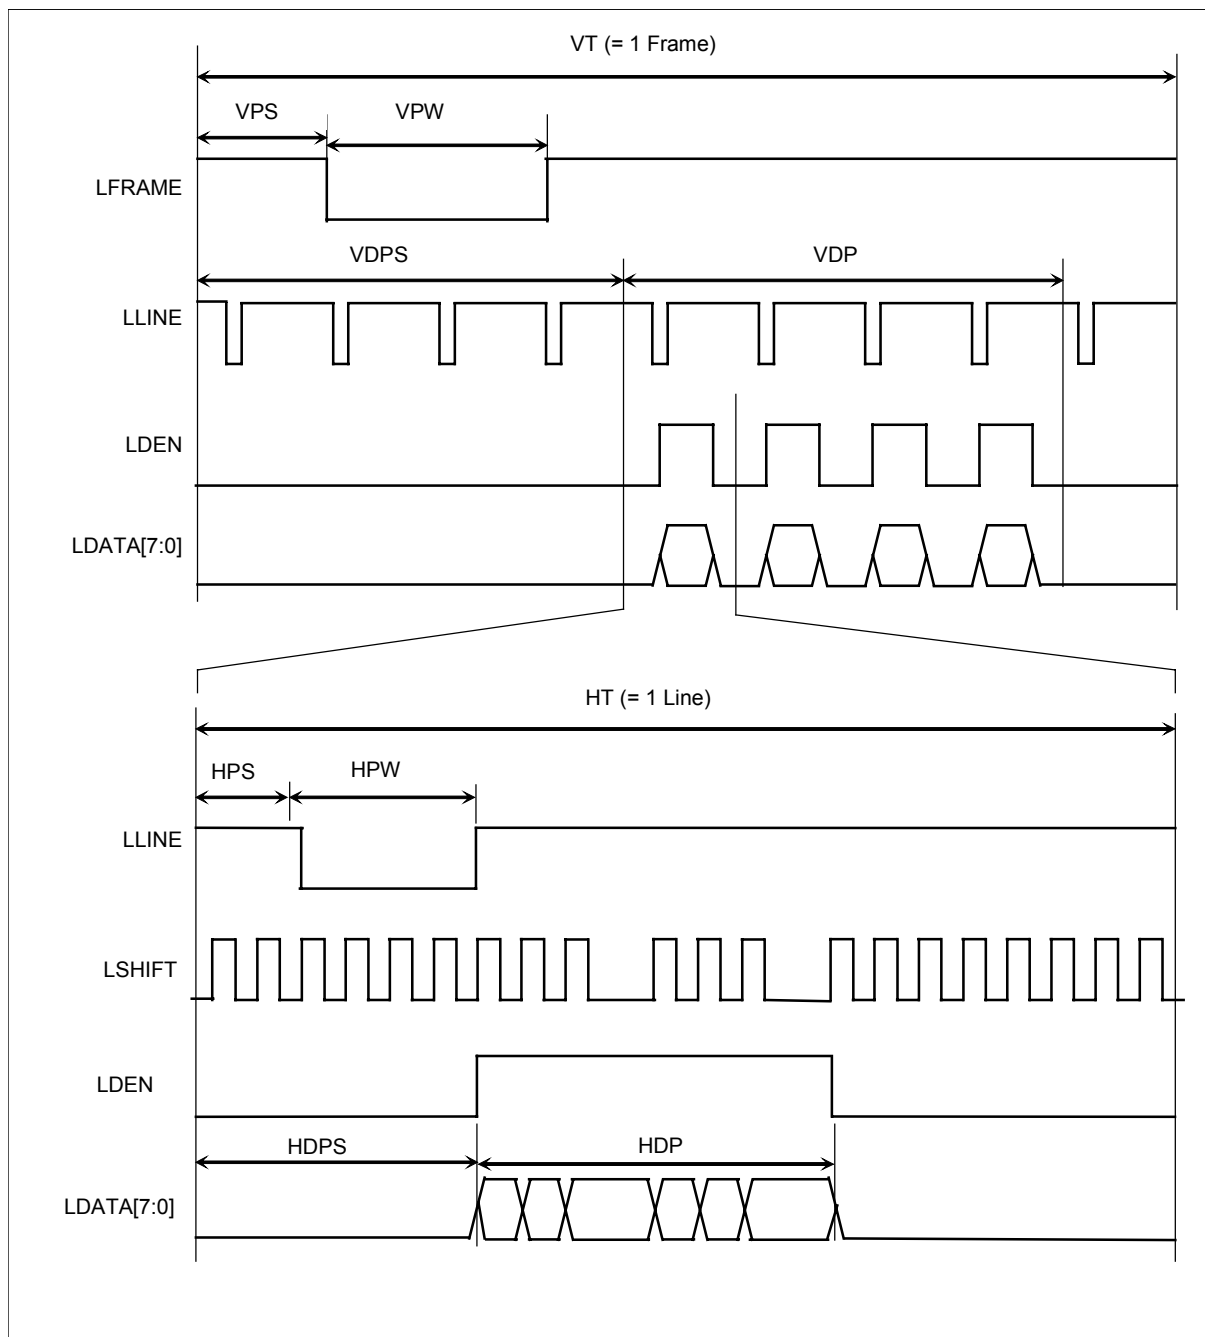 VT (= 1 Frame)
VPS
VPW
LFRAME
VDPS
VDP
LLINE
LDEN
LDATA[7:0]
HT (= 1 Line)
HPS
HPW
LLINE
LSHIFT
LDEN
HDPS
HDP
LDATA[7:0]